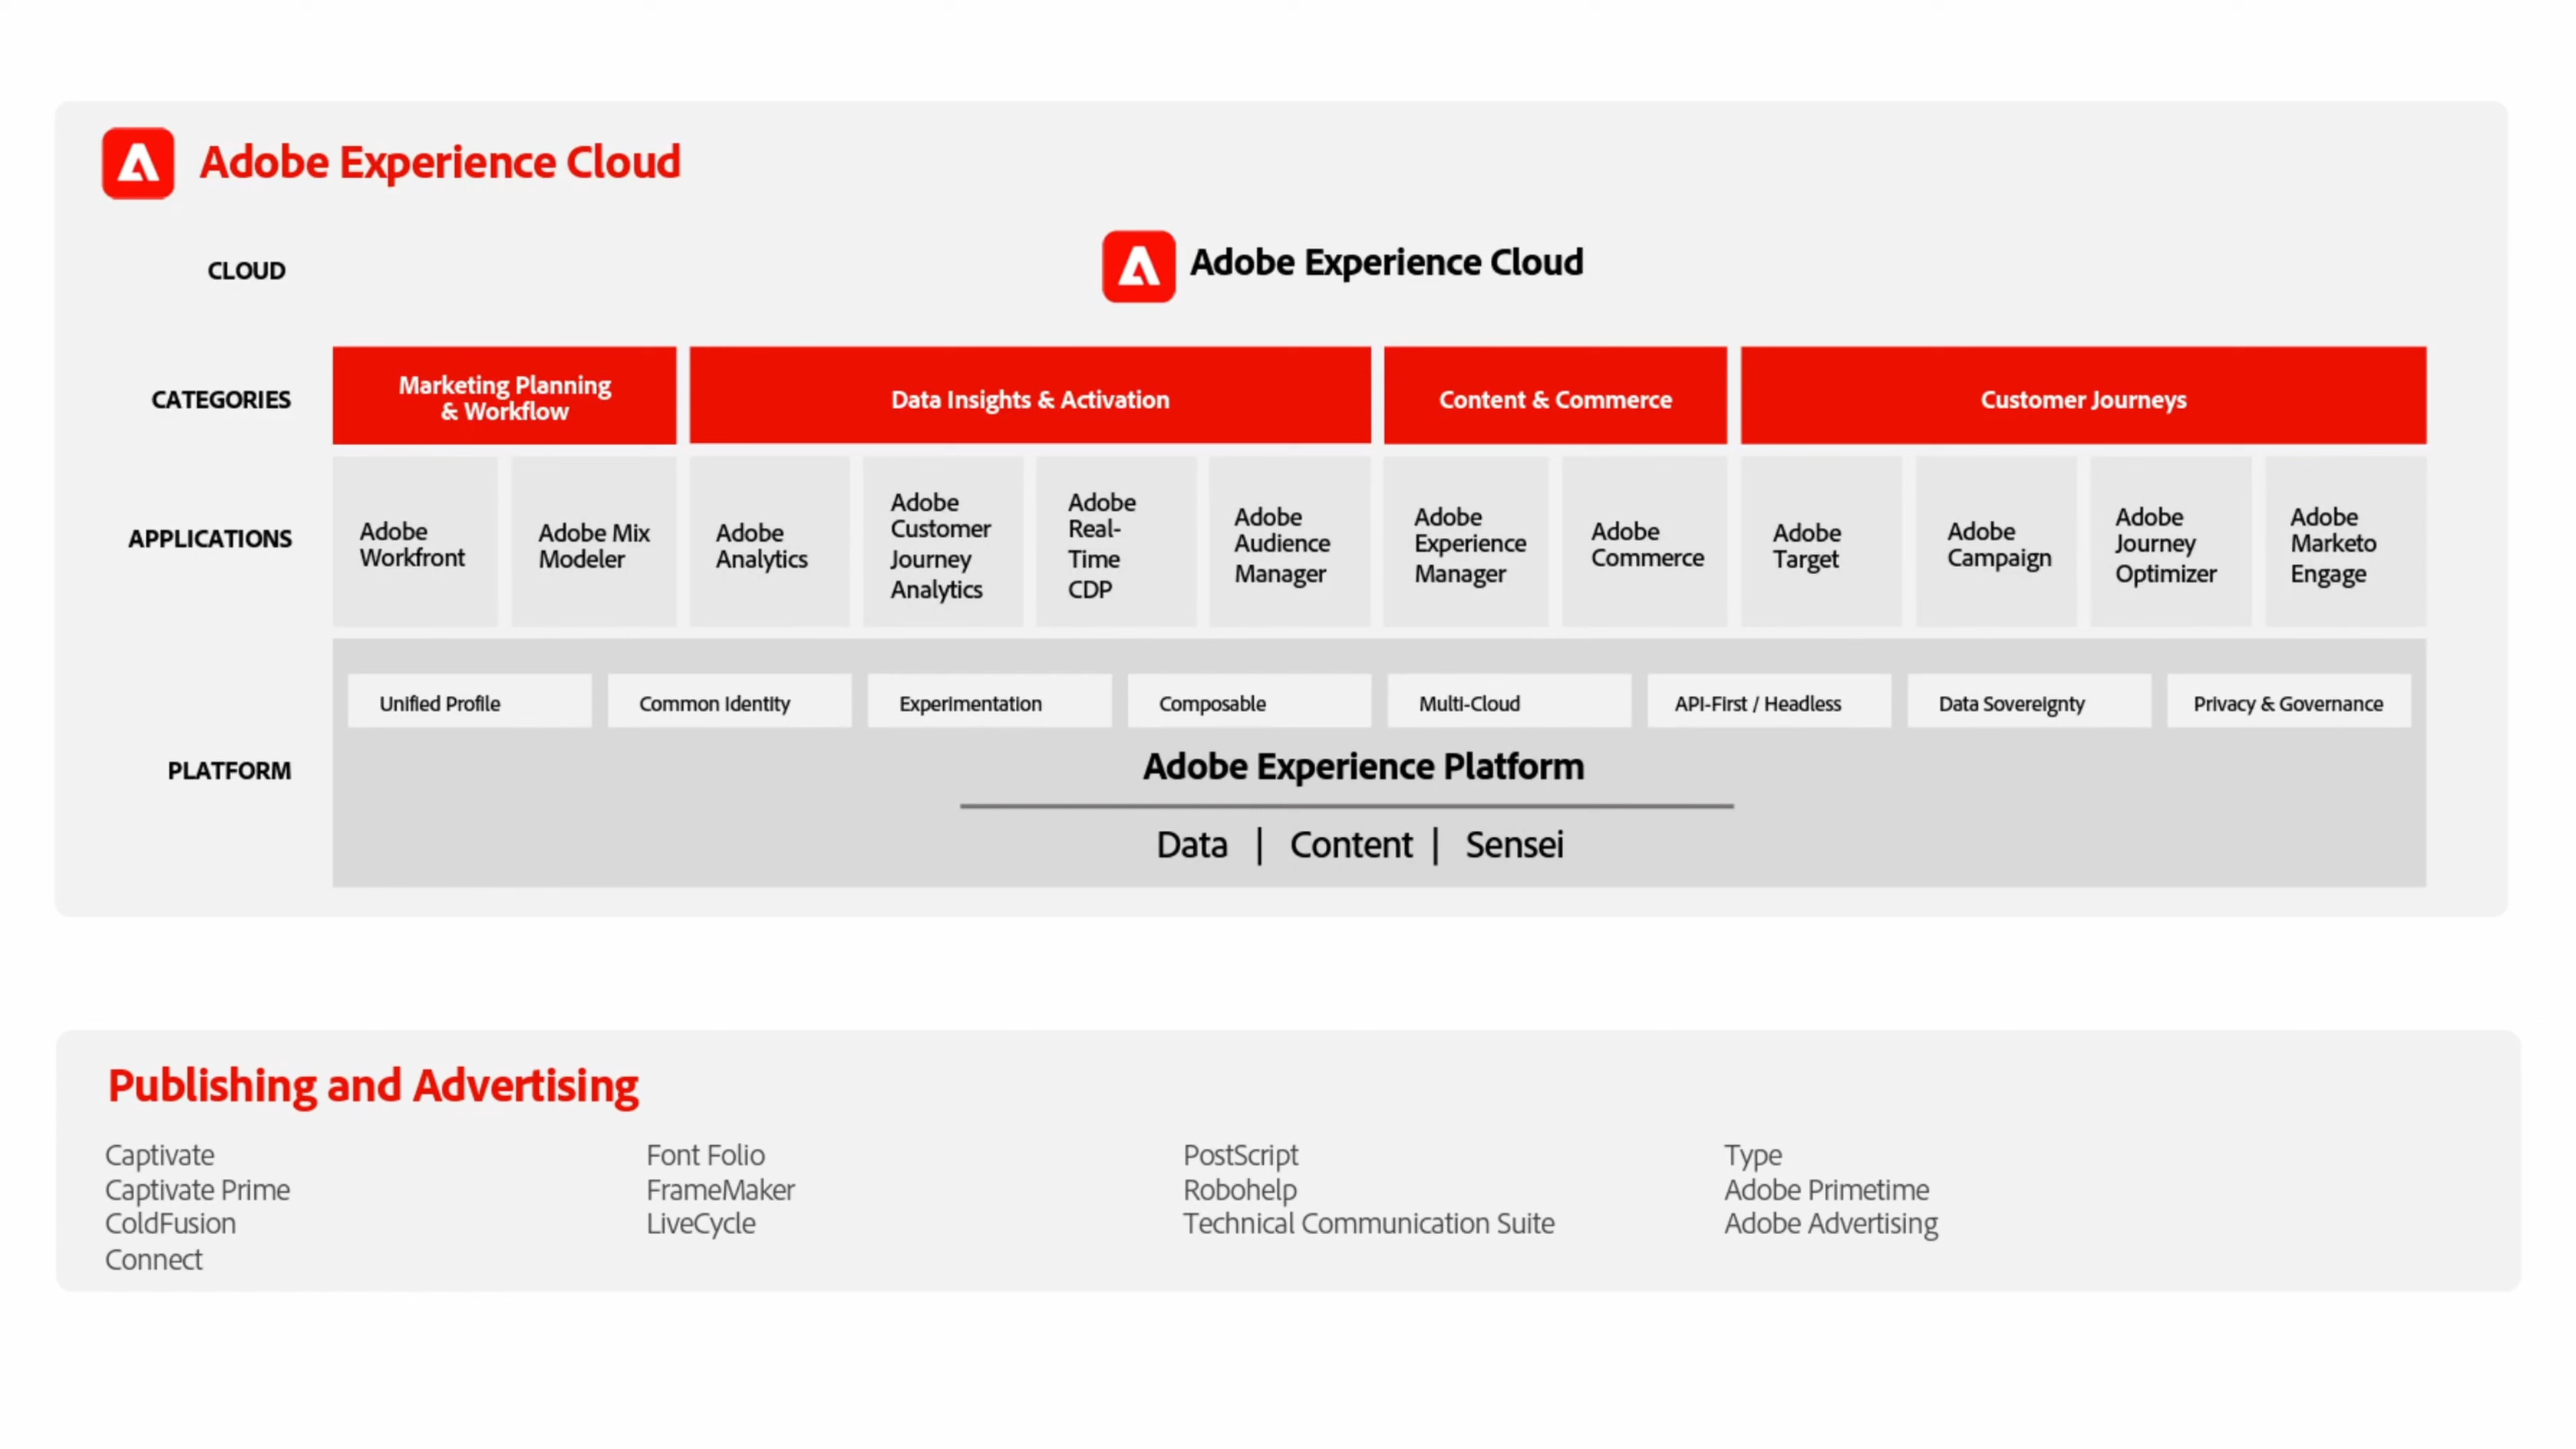 Adobe Experience Cloud
CLOUD
Adobe Experience Cloud
CATEGORIES
Marketing Planning
& Workflow
Data Insights & Activation
Content & Commerce
Customer Journeys
APPLICATIONS
Adobe
Workfront
Adobe Mix
Modeler
Adobe
Analytics
Adobe
Customer
Journey
Analytics
Adobe
Real-
Time
CDP
Adobe
Audience
Manager
Adobe
Experience
Manager
Adobe
Commerce
Adobe
Target
Adobe
Campaign
Adobe
Journey
Optimizer
Adobe
Marketo
Engage
PLATFORM
Unified Profile
Common Identity
Experimentation
Composable
Multi-Cloud
API-First / Headless
Data Sovereignty
Privacy & Governance
Adobe Experience Platform
Data | Content | Sensei
Publishing and Advertising
Captivate
Captivate Prime
ColdFusion
Connect
Font Folio
FrameMaker
LiveCycle
PostScript
Robohelp
Technical Communication Suite
Type
Adobe Primetime
Adobe Advertising